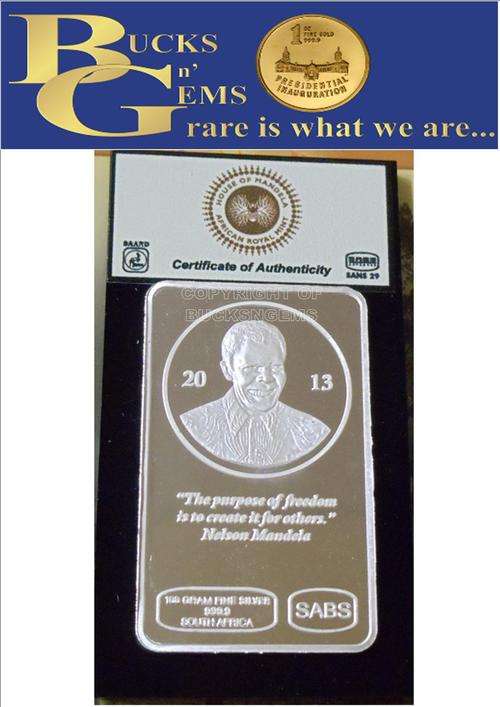 BUCKS
n'
GEMS
rare is what we are...
1 OZ
FINE GOLD
999.9
PRESIDENTIAL
INAUGURATION
HOUSE OF MANDELA
AFRICAN ROYAL MINT
SAARD
Certificate of Authenticity
SABS
SANS 29
COPYRIGHT OF
BUCKSNGEMS
20 13
“The purpose of freedom
is to create it for others.”
Nelson Mandela
100 GRAM FINE SILVER
999.9
SOUTH AFRICA
SABS